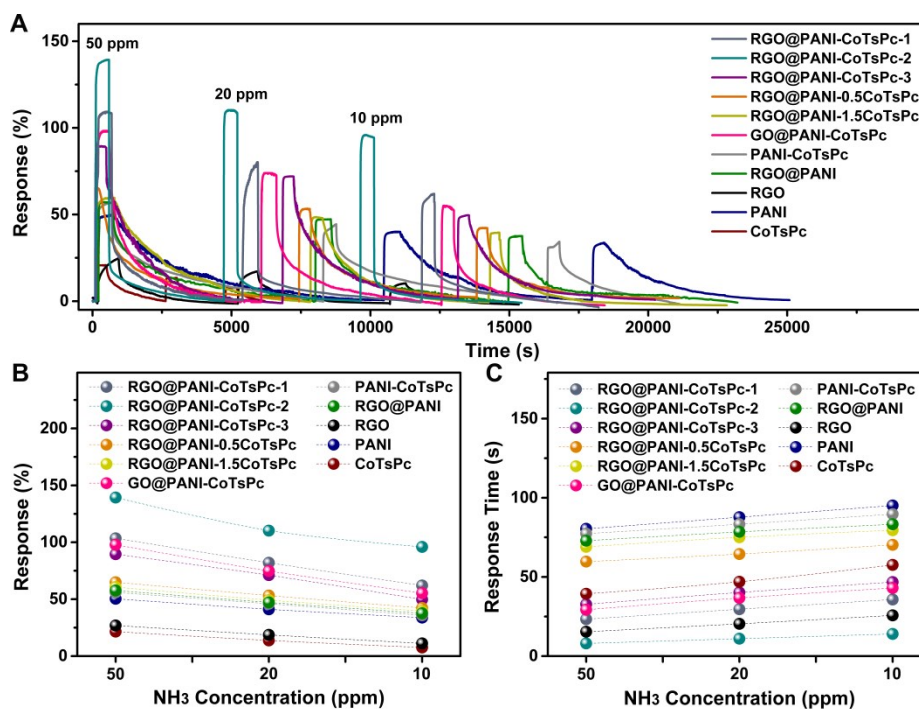 A
50 ppm
20 ppm
10 ppm
RGO@PANI-CoTsPc-1
RGO@PANI-CoTsPc-2
RGO@PANI-CoTsPc-3
RGO@PANI-0.5CoTsPc
RGO@PANI-1.5CoTsPc
GO@PANI-CoTsPc
PANI-CoTsPc
RGO@PANI
RGO
PANI
CoTsPc
Response (%)
150
100
50
0
0 5000 10000 15000 20000 25000
Time (s)
B
RGO@PANI-CoTsPc-1 PANI-CoTsPc
RGO@PANI-CoTsPc-2 RGO@PANI
RGO@PANI-CoTsPc-3 RGO
RGO@PANI-0.5CoTsPc PANI
RGO@PANI-1.5CoTsPc CoTsPc
GO@PANI-CoTsPc
Response (%)
200
150
100
50
0
50 20 10
NH3 Concentration (ppm)
C
RGO@PANI-CoTsPc-1 PANI-CoTsPc
RGO@PANI-CoTsPc-2 RGO@PANI
RGO@PANI-CoTsPc-3 RGO
RGO@PANI-0.5CoTsPc PANI
RGO@PANI-1.5CoTsPc CoTsPc
GO@PANI-CoTsPc
Response Time (s)
150
100
50
0
50 20 10
NH3 Concentration (ppm)